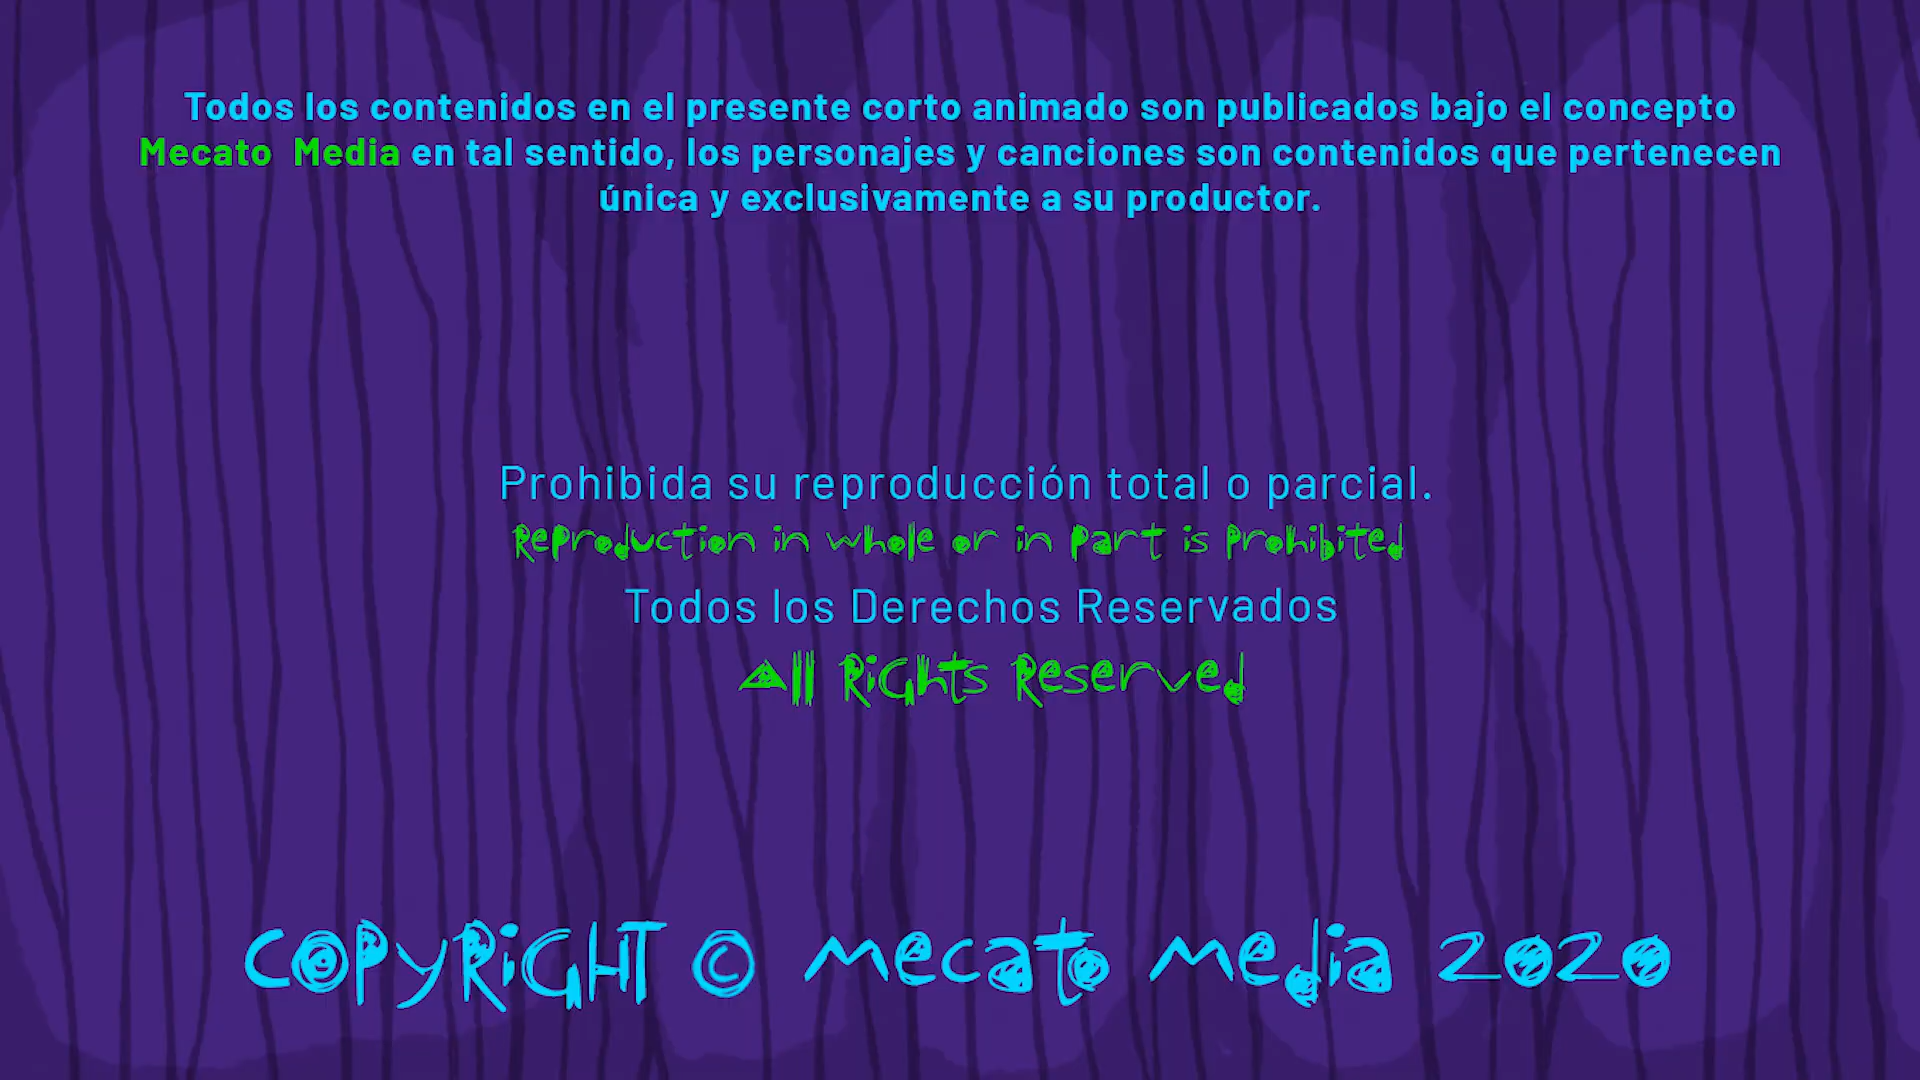 Todos los contenidos en el presente corto animado son publicados bajo el concepto
Mecato Media en tal sentido, los personajes y canciones son contenidos que pertenecen
única y exclusivamente a su productor.
Prohibida su reproducción total o parcial.
Reproduction in whole or in part is prohibited
Todos los Derechos Reservados
All Rights Reserved
COPYRIGHT © mecato media 2020